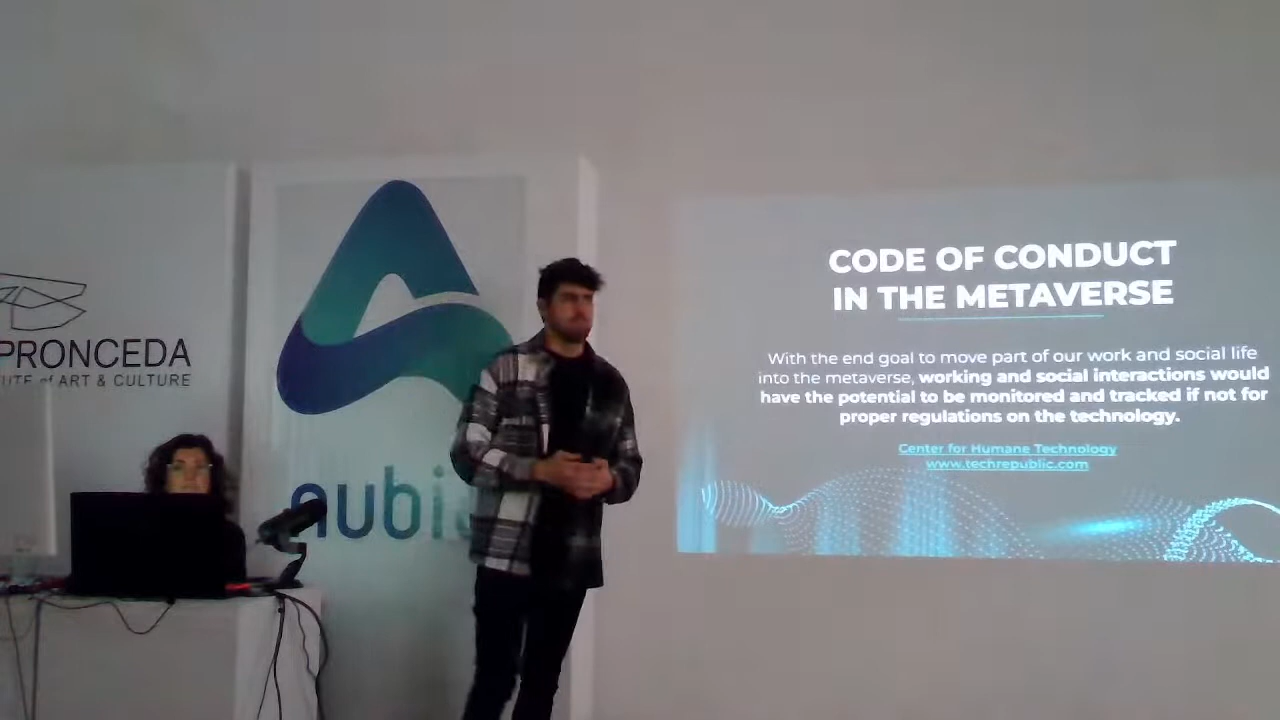 PRONCEDA
of ART & CULTURE
nubi
CODE OF CONDUCT
IN THE METAVERSE
With the end goal to move part of our work and social life
into the metaverse, working and social interactions would
have the potential to be monitored and tracked if not for
proper regulations on the technology.
Center for Humane Technology
www.techrepublic.com